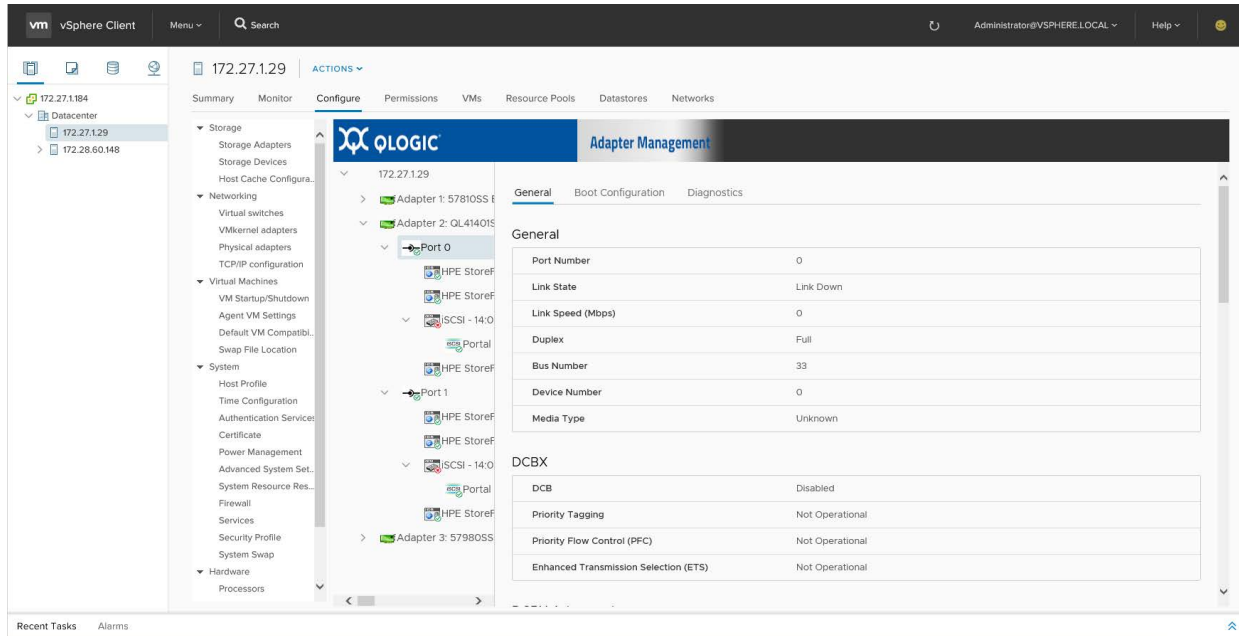 vm vSphere Client Menu Search Administrator@VSPHERE.LOCAL Help
172.27.1.184
Datacenter
172.27.1.29
172.28.60.148
172.27.1.29 ACTIONS
Summary Monitor Configure Permissions VMs Resource Pools Datastores Networks
Storage
Storage Adapters
Storage Devices
Host Cache Configura..
Networking
Virtual switches
VMkernel adapters
Physical adapters
TCP/IP configuration
Virtual Machines
VM Startup/Shutdown
Agent VM Settings
Default VM Compatibi..
Swap File Location
System
Host Profile
Time Configuration
Authentication Services
Certificate
Power Management
Advanced System Set..
System Resource Res..
Firewall
Services
Security Profile
System Swap
Hardware
Processors
QLOGIC Adapter Management
172.27.1.29
Adapter 1: 57810SS
Adapter 2: QL41401S
Port 0
HPE StoreF
HPE StoreF
iSCSI - 14:0
iSCSI Portal
HPE StoreF
Port 1
HPE StoreF
HPE StoreF
iSCSI - 14:0
iSCSI Portal
HPE StoreF
Adapter 3: 57980SS
General Boot Configuration Diagnostics
General
Port Number 0
Link State Link Down
Link Speed (Mbps) 0
Duplex Full
Bus Number 33
Device Number 0
Media Type Unknown
DCBX
DCB Disabled
Priority Tagging Not Operational
Priority Flow Control (PFC) Not Operational
Enhanced Transmission Selection (ETS) Not Operational
Recent Tasks Alarms